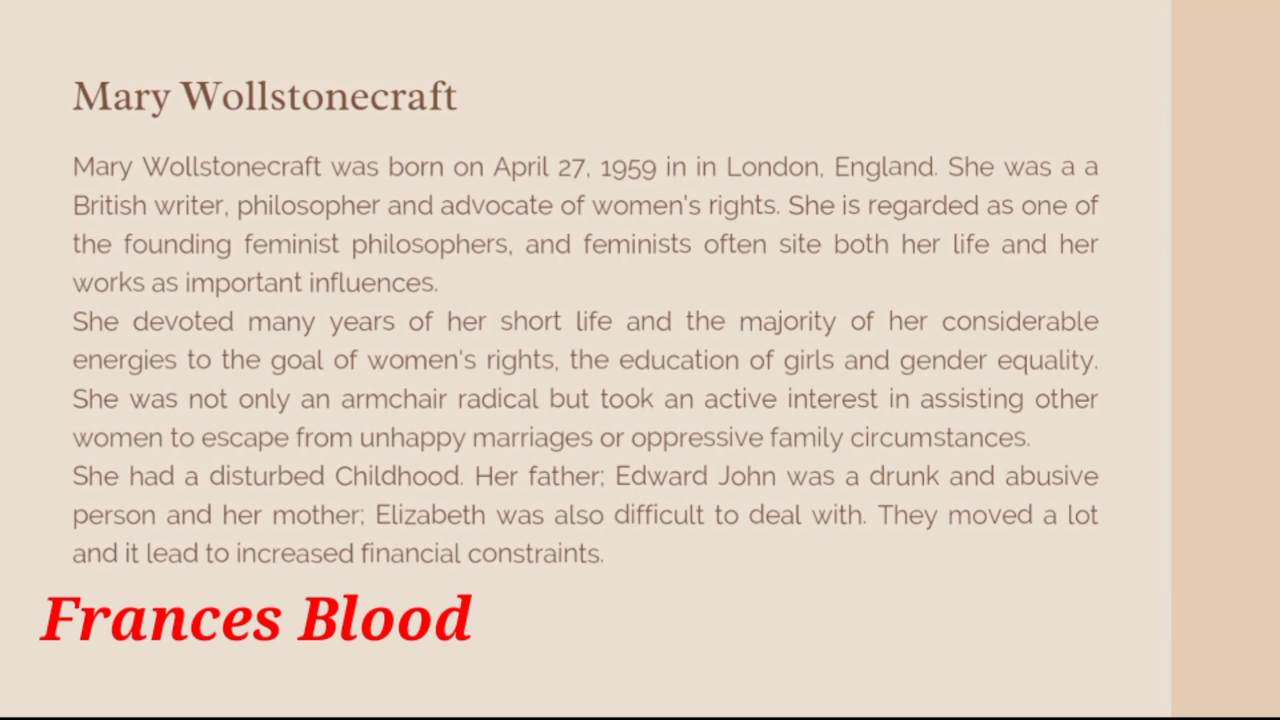 Mary Wollstonecraft
Mary Wollstonecraft was born on April 27, 1959 in in London, England. She was a a
British writer, philosopher and advocate of women's rights. She is regarded as one of
the founding feminist philosophers, and feminists often site both her life and her
works as important influences.
She devoted many years of her short life and the majority of her considerable
energies to the goal of women's rights, the education of girls and gender equality.
She was not only an armchair radical but took an active interest in assisting other
women to escape from unhappy marriages or oppressive family circumstances.
She had a disturbed Childhood. Her father; Edward John was a drunk and abusive
person and her mother; Elizabeth was also difficult to deal with. They moved a lot
and it lead to increased financial constraints.
Frances Blood